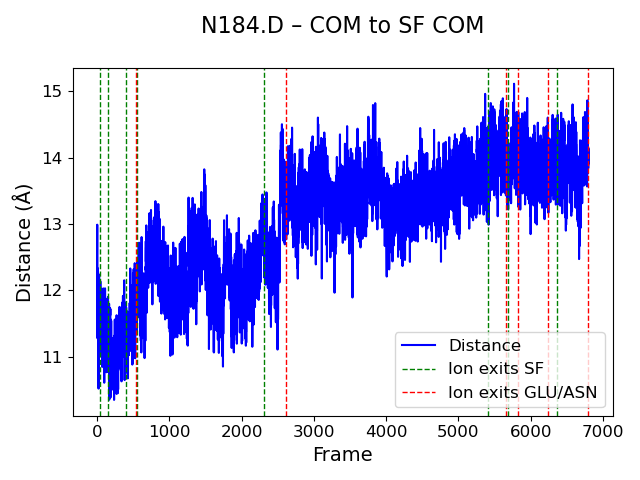 N184.D – COM to SF COM
15
14
13
12
11
Distance (Å)
Distance
Ion exits SF
Ion exits GLU/ASN
0 1000 2000 3000 4000 5000 6000 7000
Frame